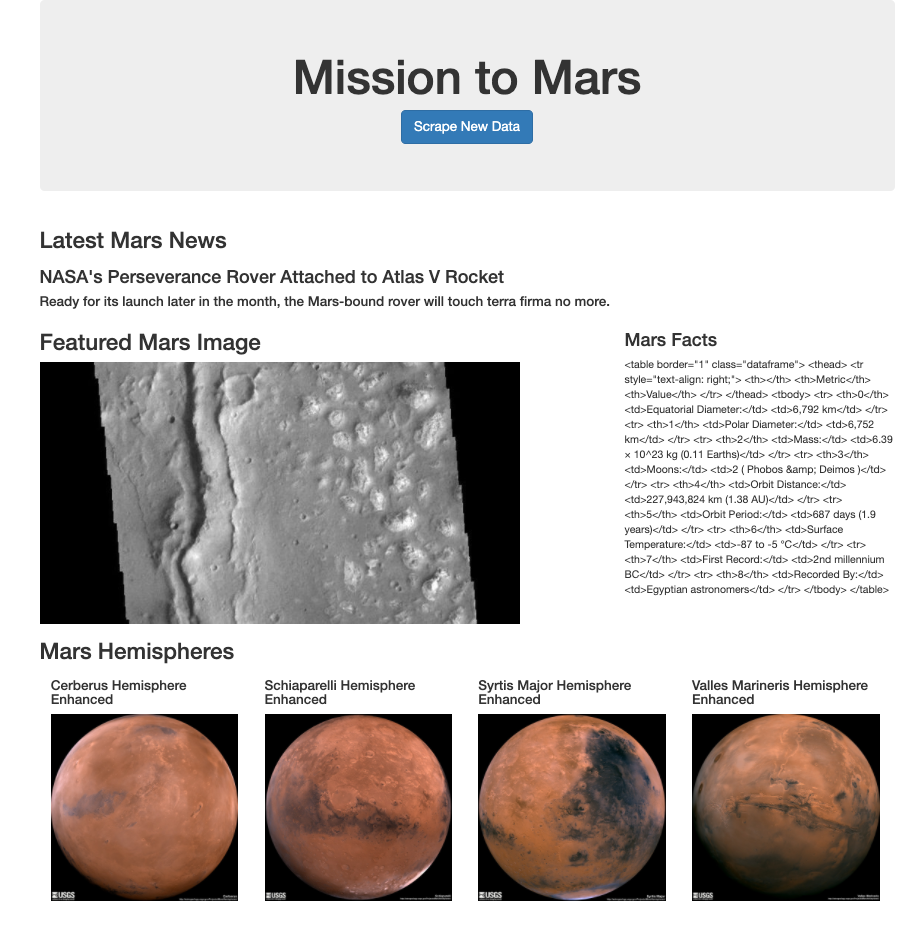 Mission to Mars
Scrape New Data
Latest Mars News
NASA's Perseverance Rover Attached to Atlas V Rocket
Ready for its launch later in the month, the Mars-bound rover will touch terra firma no more.
Featured Mars Image
Mars Facts
<table border="1" class="dataframe"> <thead> <tr
style="text-align: right;"> <th></th> <th>Metric</th>
<th>Value</th> </tr> </thead> <tbody> <tr> <th>0</th>
<td>Equatorial Diameter:</td> <td>6,792 km</td> </tr>
<tr> <th>1</th> <td>Polar Diameter:</td> <td>6,752
km</td> </tr> <tr> <th>2</th> <td>Mass:</td> <td>6.39
× 10^23 kg (0.11 Earths)</td> </tr> <tr> <th>3</th>
<td>Moons:</td> <td>2 ( Phobos &amp; Deimos )</td>
</tr> <tr> <th>4</th> <td>Orbit Distance:</td>
<td>227,943,824 km (1.38 AU)</td> </tr> <tr>
<th>5</th> <td>Orbit Period:</td> <td>687 days (1.9
years)</td> </tr> <tr> <th>6</th> <td>Surface
Temperature:</td> <td>-87 to -5 °C</td> </tr> <tr>
<th>7</th> <td>First Record:</td> <td>2nd millennium
BC</td> </tr> <tr> <th>8</th> <td>Recorded By:</td>
<td>Egyptian astronomers</td> </tr> </tbody> </table>
Mars Hemispheres
Cerberus Hemisphere
Enhanced
Schiaparelli Hemisphere
Enhanced
Syrtis Major Hemisphere
Enhanced
Valles Marineris Hemisphere
Enhanced
USGS
USGS
USGS
USGS